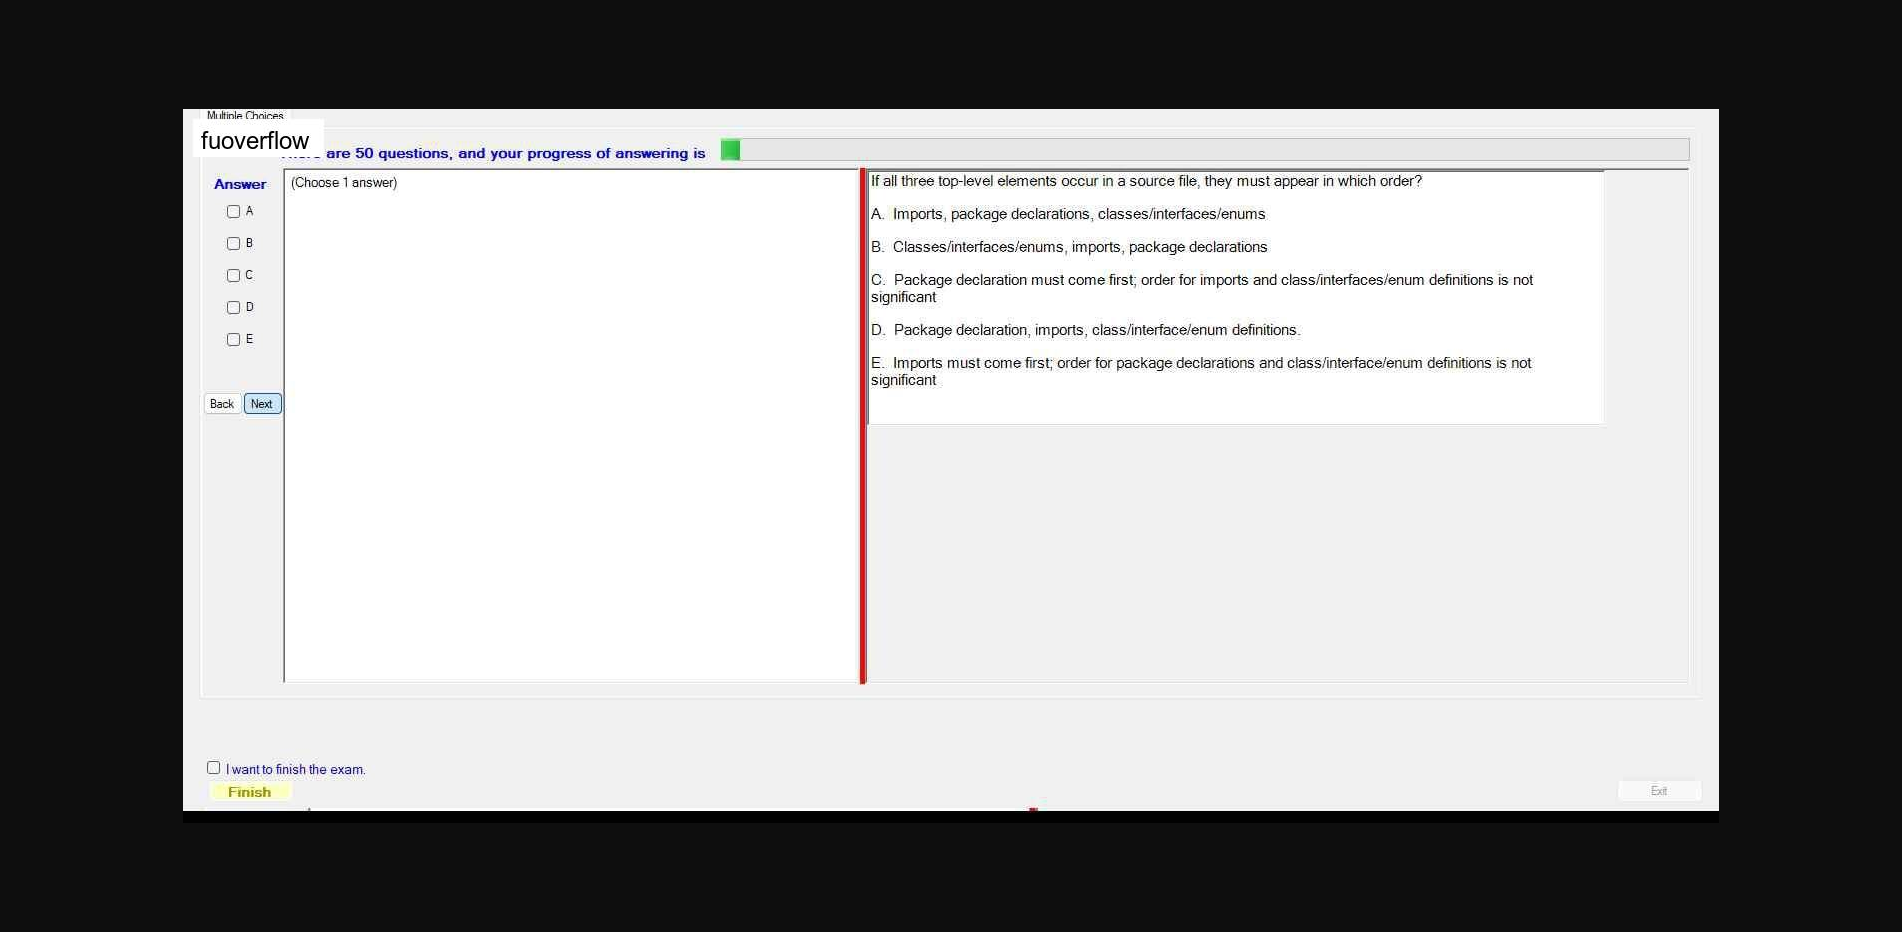 Multiple Choices
fuoverflow
are 50 questions, and your progress of answering is
Answer
(Choose 1 answer)
A
B
C
D
E
Back
Next
If all three top-level elements occur in a source file, they must appear in which order?
A. Imports, package declarations, classes/interfaces/enums
B. Classes/interfaces/enums, imports, package declarations
C. Package declaration must come first; order for imports and class/interfaces/enum definitions is not
significant
D. Package declaration, imports, class/interface/enum definitions.
E. Imports must come first; order for package declarations and class/interface/enum definitions is not
significant
I want to finish the exam.
Finish
Exit